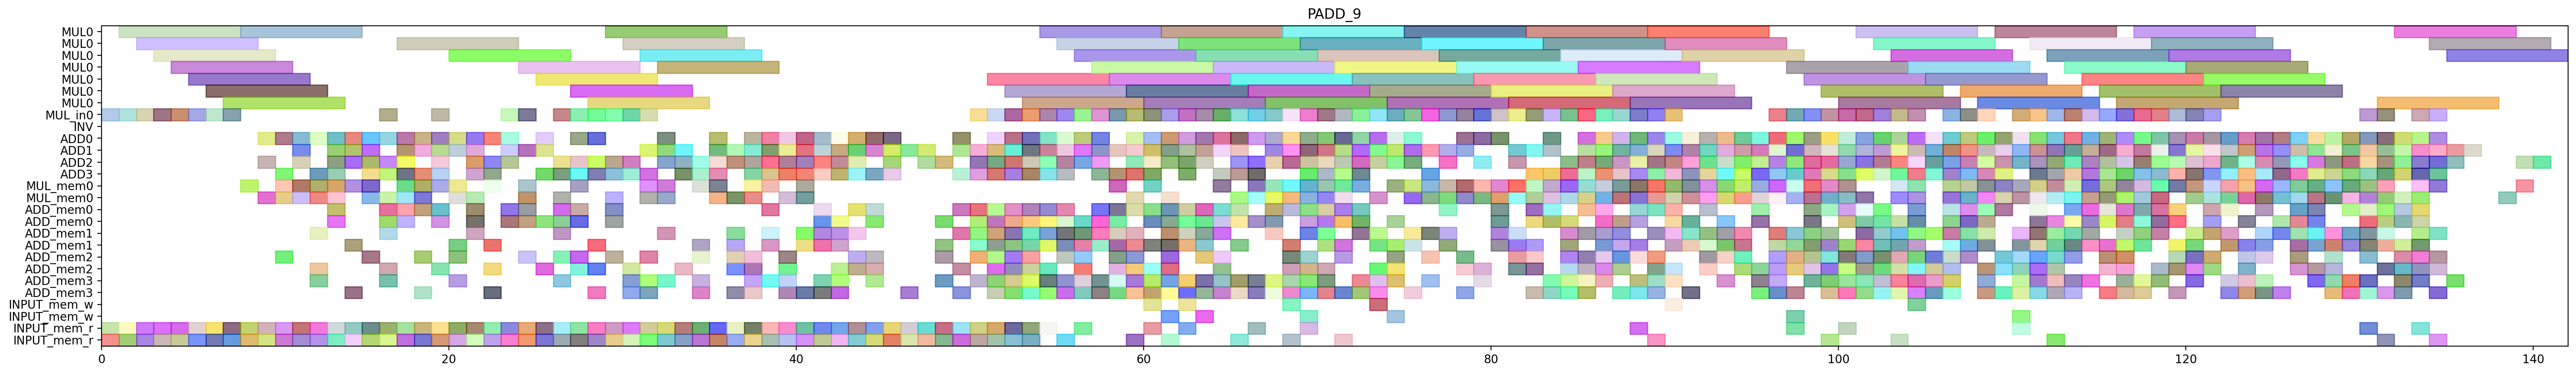 PADD_9
MUL0
MUL0
MUL0
MUL0
MUL0
MUL0
MUL0
MUL_in0
INV
ADD0
ADD1
ADD2
ADD3
MUL_mem0
MUL_mem0
ADD_mem0
ADD_mem0
ADD_mem1
ADD_mem1
ADD_mem2
ADD_mem2
ADD_mem3
ADD_mem3
INPUT_mem_w
INPUT_mem_w
INPUT_mem_r
INPUT_mem_r
0 20 40 60 80 100 120 140